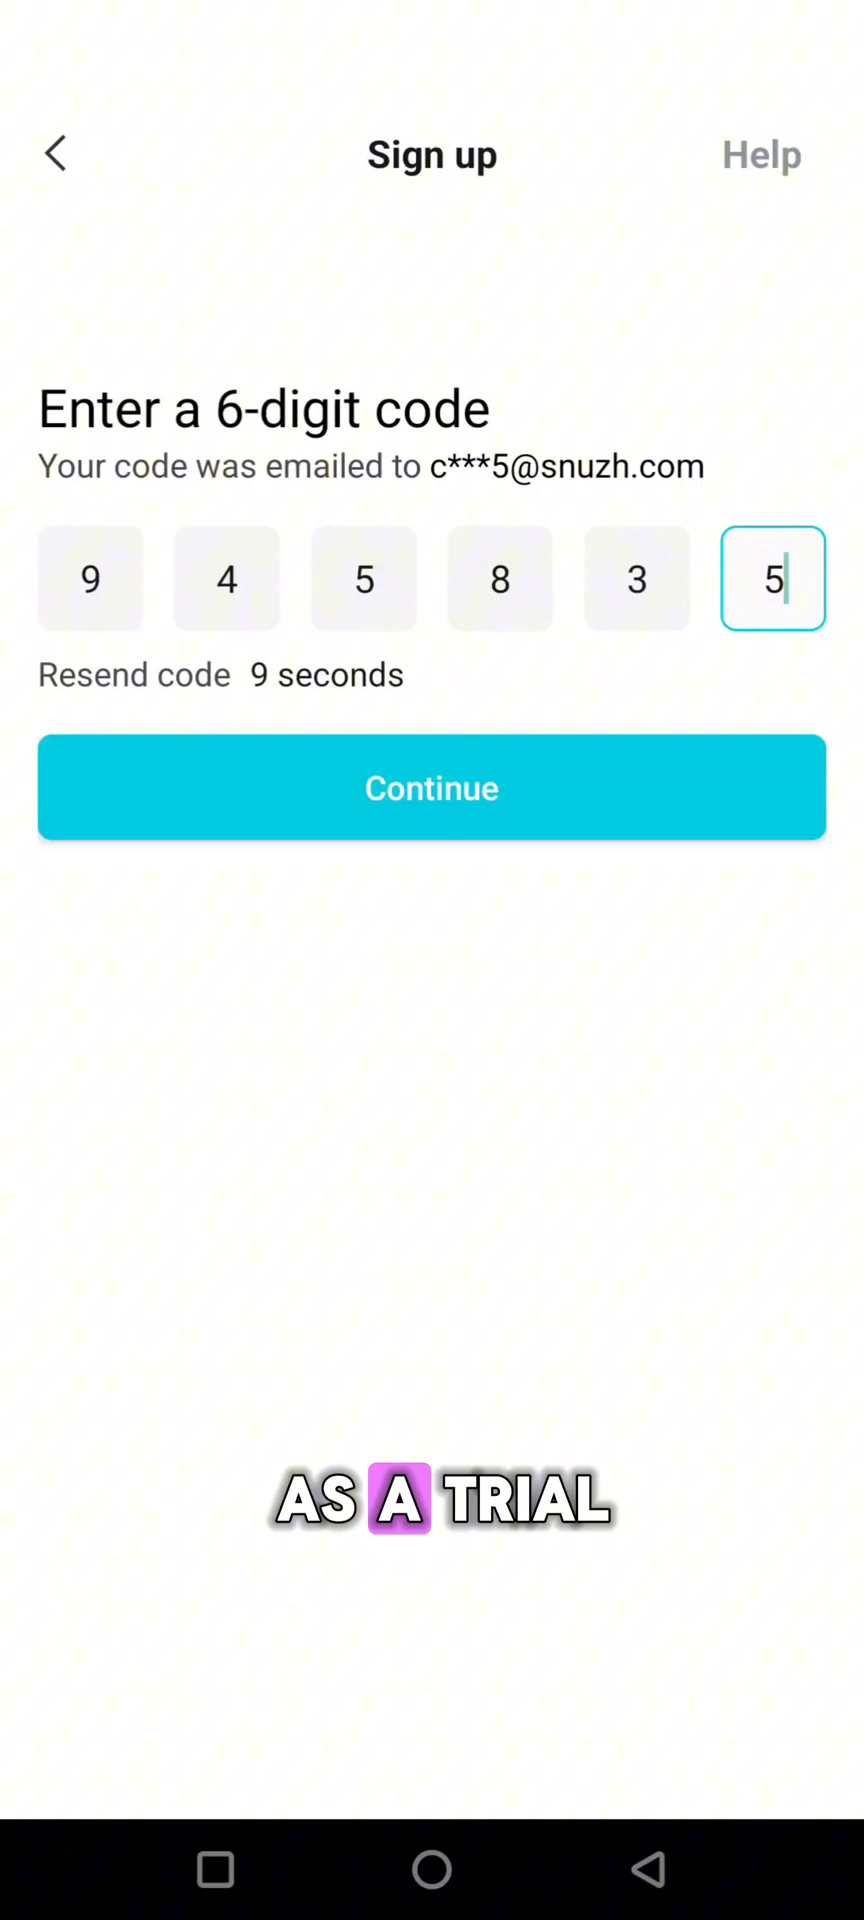 Sign up
Help
Enter a 6-digit code
Your code was emailed to c***5@snuzh.com
9 4 5 8 3 5
Resend code 9 seconds
Continue
AS A TRIAL